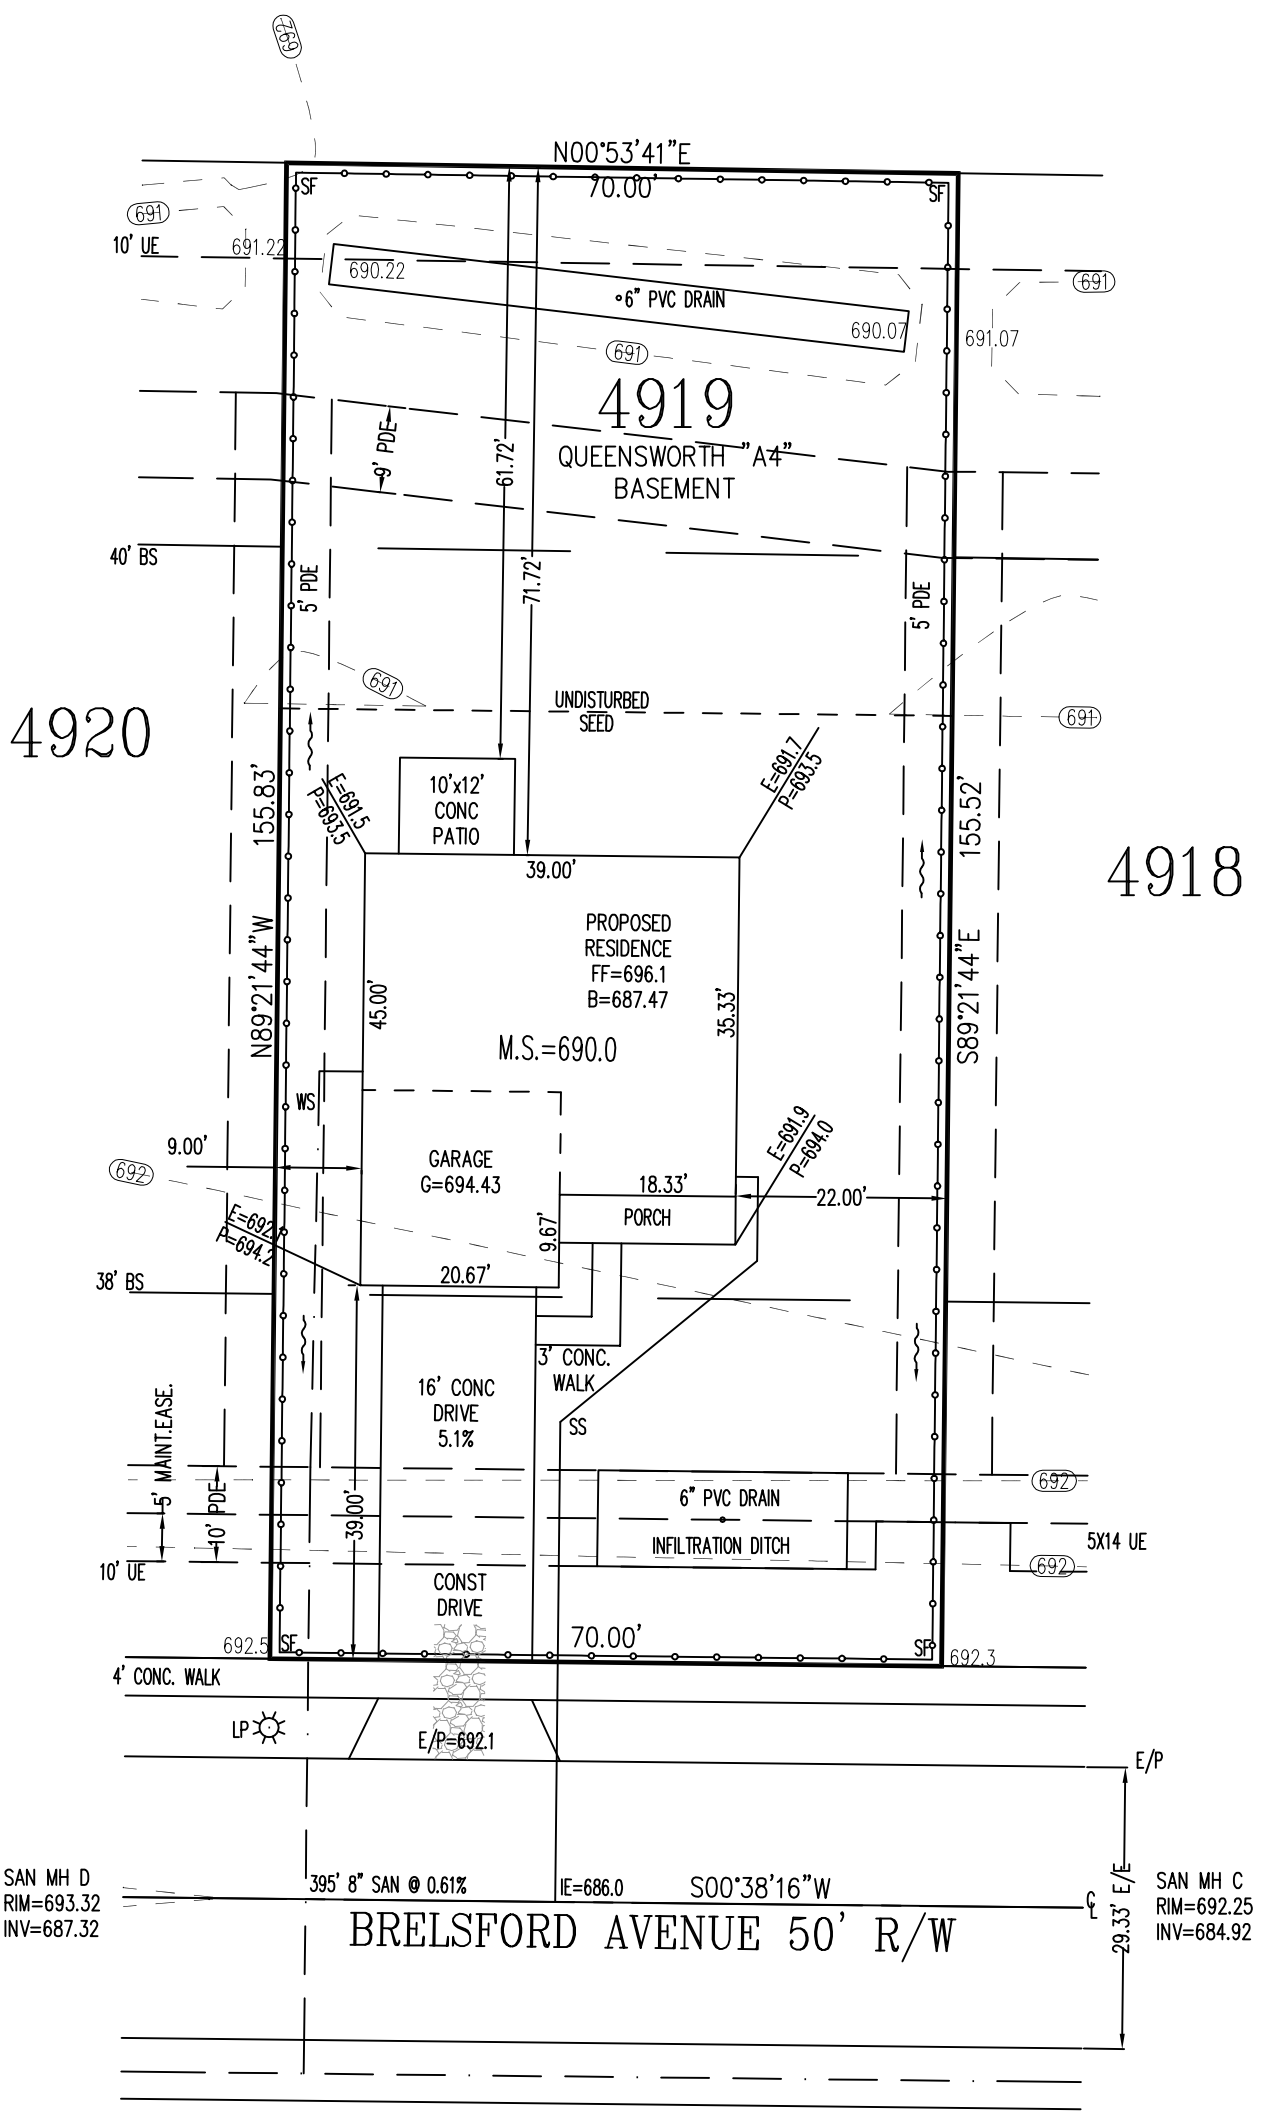 692
N00°53'41"E
70.00'
SF
SF
691
10' UE
691.22
690.22
6" PVC DRAIN
691
690.07
691.07
691
4919
QUEENSWORTH "A4"
BASEMENT
9' PDE
61.72'
71.72'
40' BS
5' PDE
5' PDE
691
UNDISTURBED
SEED
691
4920
4918
155.83'
N89°21'44"W
155.52'
S89°21'44"E
E=691.5
P=693.5
E=691.7
P=693.5
10'x12'
CONC
PATIO
39.00'
PROPOSED
RESIDENCE
FF=696.1
B=687.47
45.00'
35.33'
M.S.=690.0
WS
9.00'
692
GARAGE
G=694.43
E=691.9
P=694.0
18.33'
22.00'
PORCH
9.67'
E=692.
P=694.2
20.67'
38' BS
3' CONC.
WALK
16' CONC
DRIVE
5.1%
SS
5' MAINT.EASE.
10' PDE
39.00'
692
6" PVC DRAIN
INFILTRATION DITCH
5X14 UE
692
10' UE
CONST
DRIVE
70.00'
692.5
SF
SF
692.3
4' CONC. WALK
LP
E/P=692.1
E/P
SAN MH D
RIM=693.32
INV=687.32
395' 8" SAN @ 0.61%
IE=686.0
S00°38'16"W
CL
29.33' E/E
SAN MH C
RIM=692.25
INV=684.92
BRELSFORD AVENUE 50' R/W